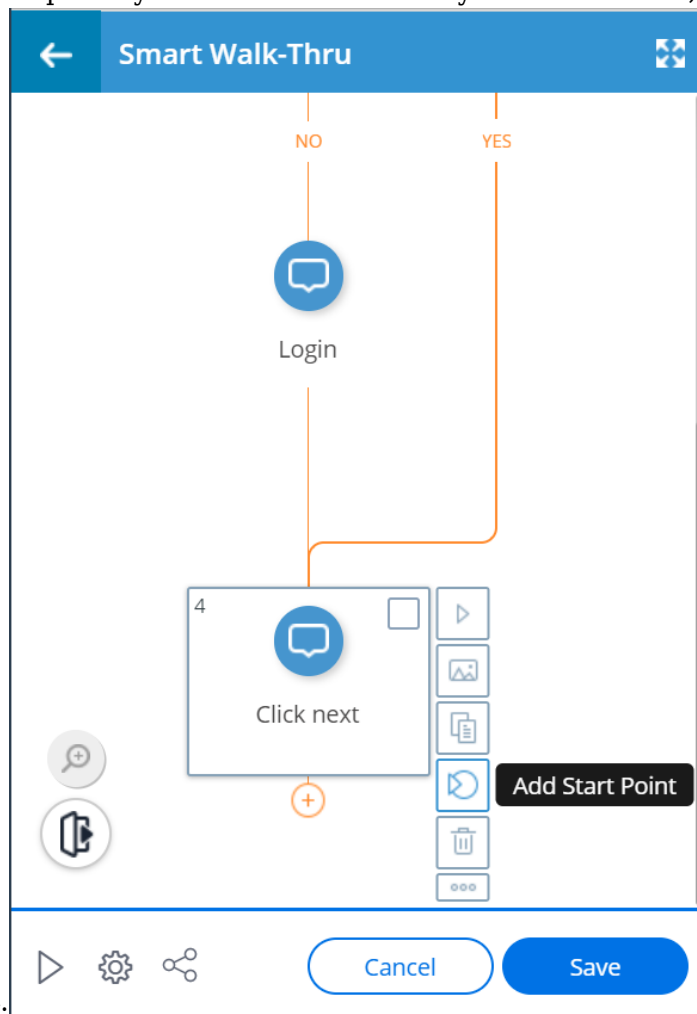 Smart Walk-Thru
NO YES
Login
4
Click next
Add Start Point
Cancel Save
.